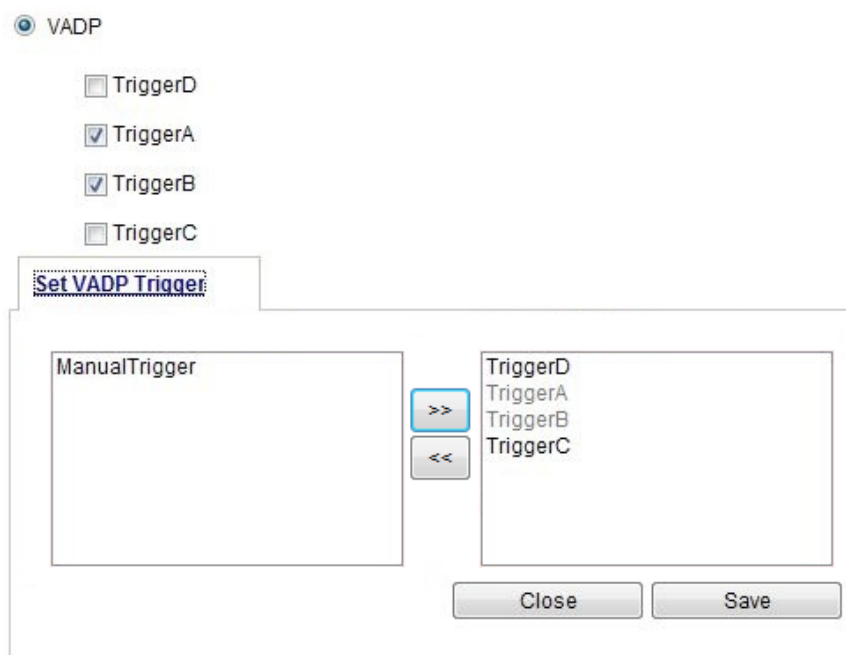 VADP
TriggerD
TriggerA
TriggerB
TriggerC
Set VADP Trigger
ManualTrigger
>>
<<
TriggerD
TriggerA
TriggerB
TriggerC
Close
Save